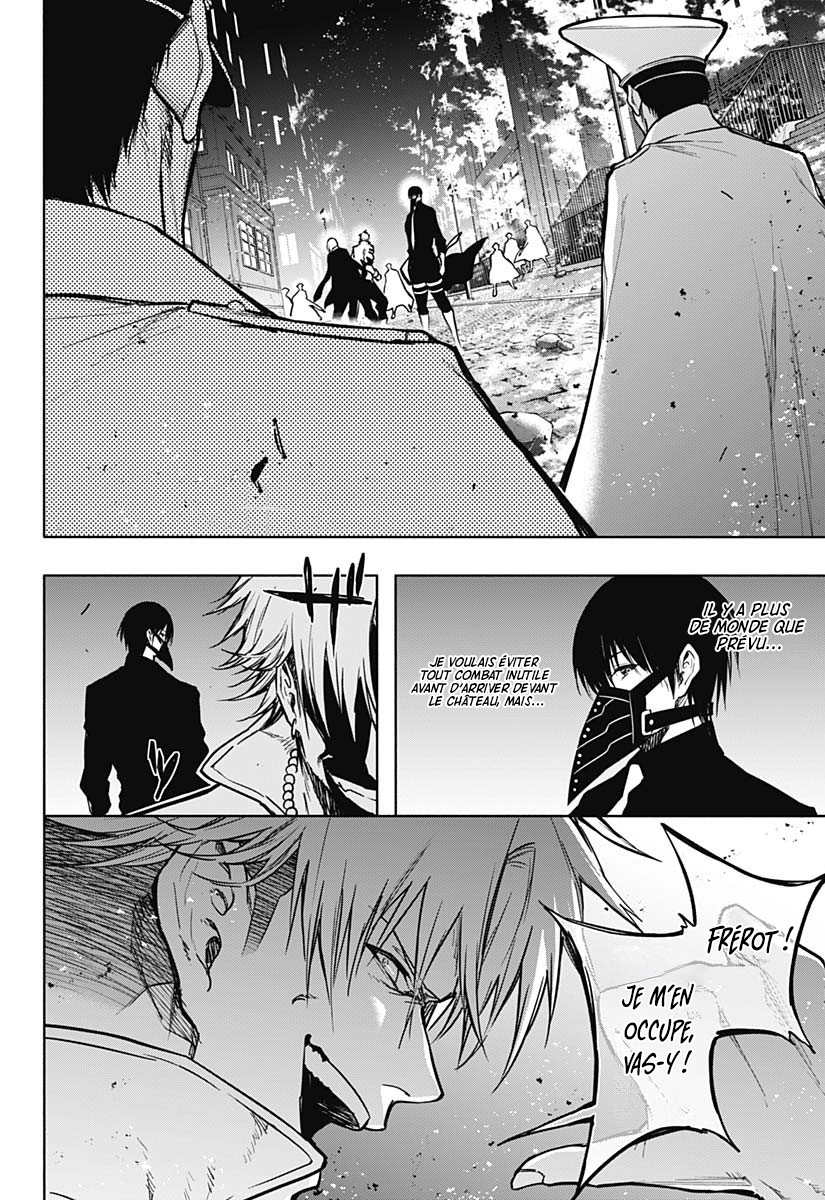 IL Y A PLUS
DE MONDE QUE
PRÉVU...
JE VOULAIS ÉVITER
TOUT COMBAT INUTILE
AVANT D'ARRIVER DEVANT
LE CHÂTEAU, MAIS...
FRÉROT !
JE M'EN
OCCUPE,
VAS-Y !